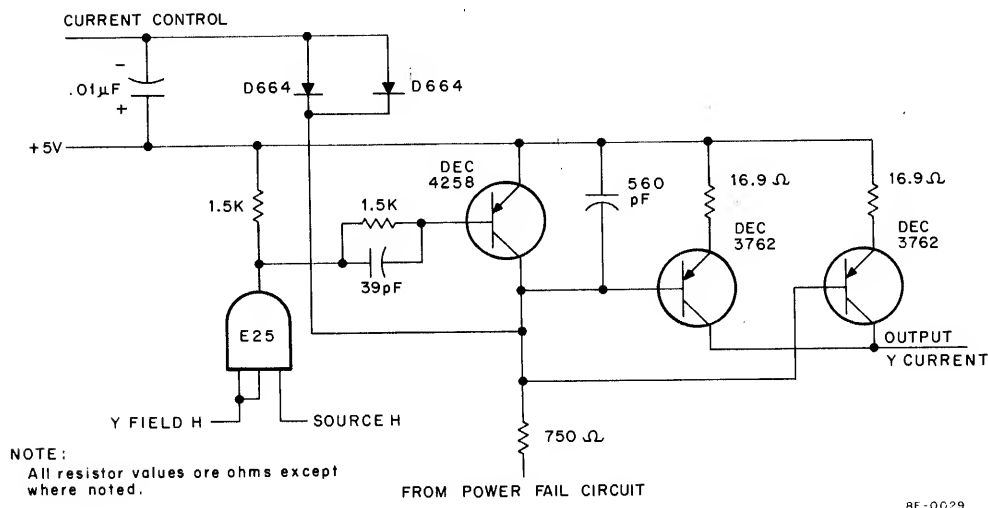 CURRENT CONTROL
−
.01µF
+
D664
D664
+5V
DEC
4258
1.5K
1.5K
39pF
560
pF
16.9 Ω
16.9 Ω
DEC
3762
DEC
3762
E25
OUTPUT
Y CURRENT
Y FIELD H
SOURCE H
750 Ω
NOTE:
All resistor values ore ohms except
where noted.
FROM POWER FAIL CIRCUIT
8E-0029